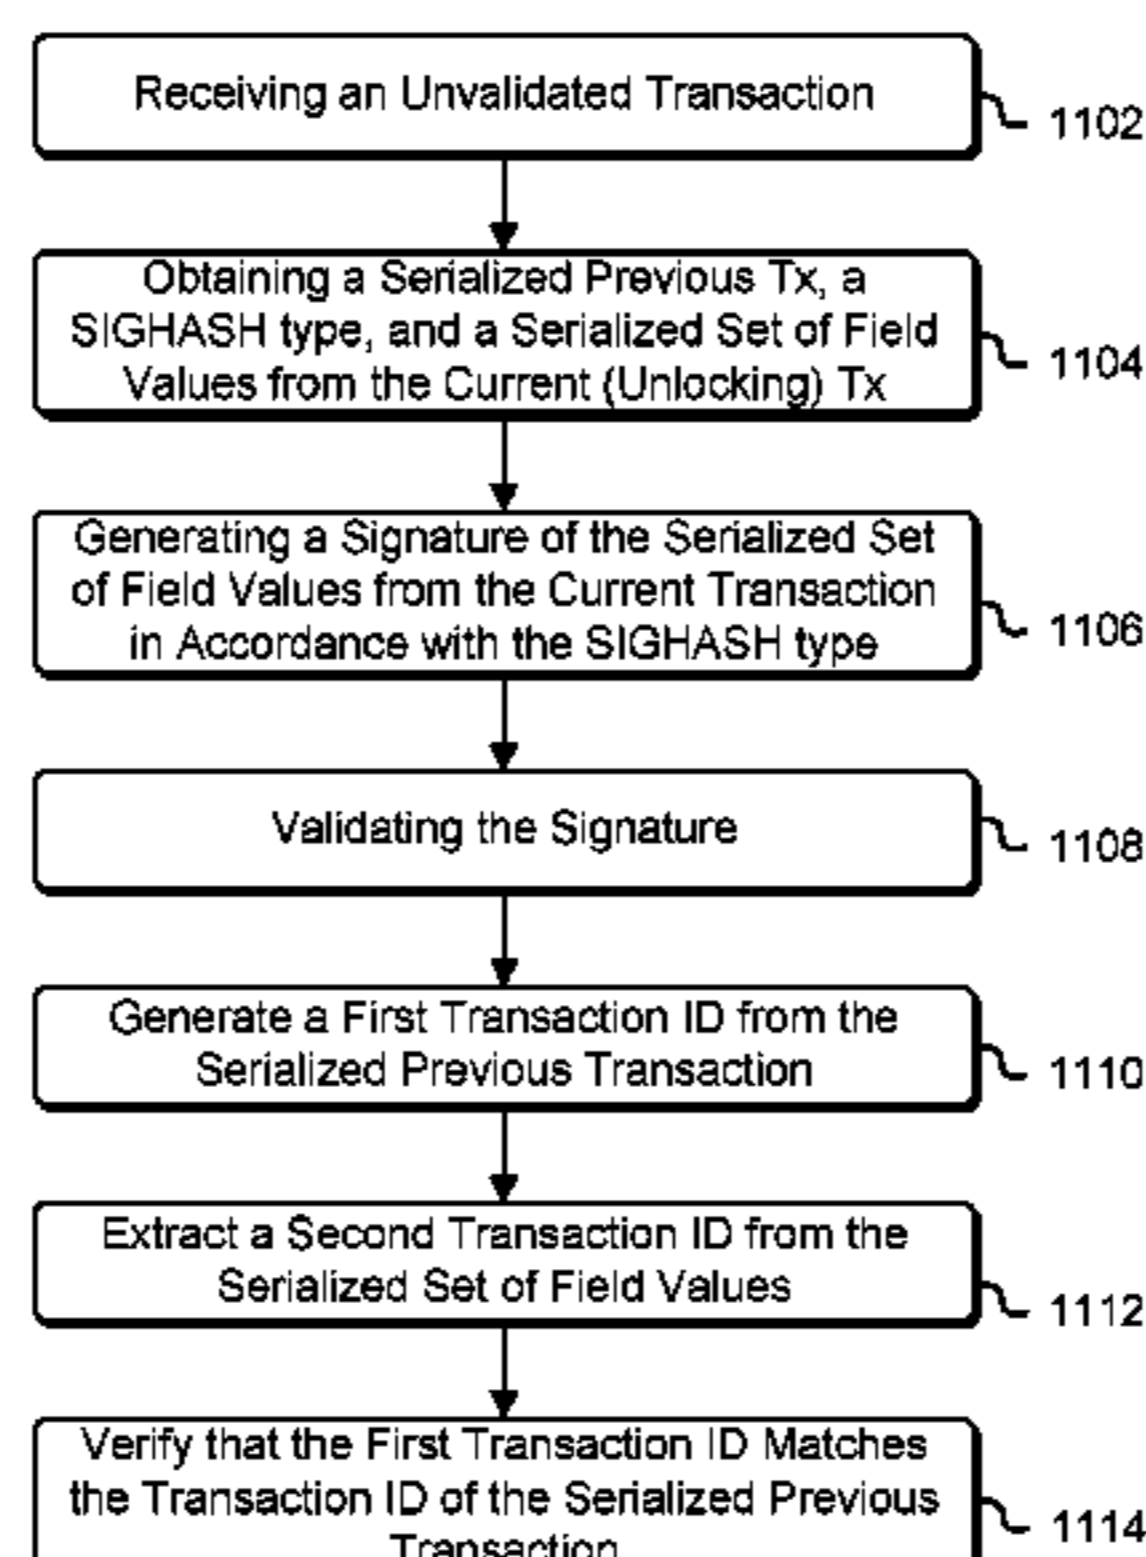 Receiving an Unvalidated Transaction
1102
Obtaining a Serialized Previous Tx, a
SIGHASH type, and a Serialized Set of Field
Values from the Current (Unlocking) Tx
1104
Generating a Signature of the Serialized Set
of Field Values from the Current Transaction
in Accordance with the SIGHASH type
1106
Validating the Signature
1108
Generate a First Transaction ID from the
Serialized Previous Transaction
1110
Extract a Second Transaction ID from the
Serialized Set of Field Values
1112
Verify that the First Transaction ID Matches
the Transaction ID of the Serialized Previous
Transaction
1114